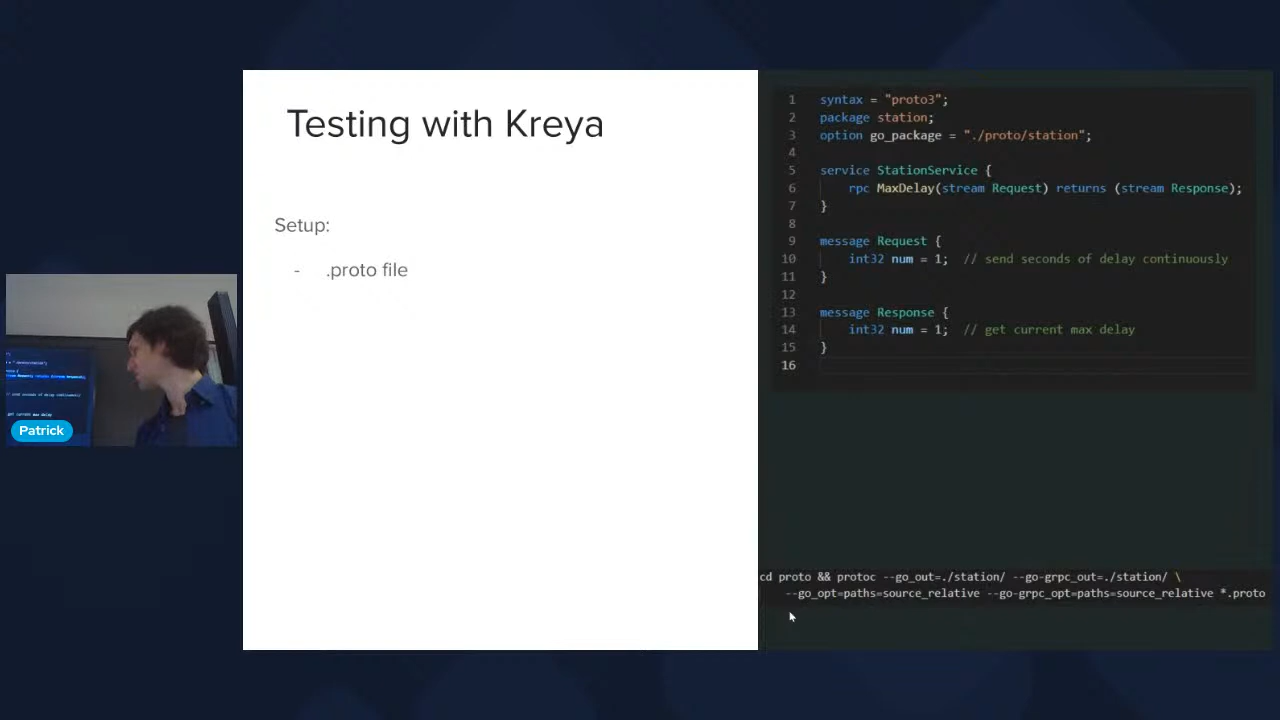 Testing with Kreya
Setup:
- .proto file
Patrick
1 syntax = "proto3";
2 package station;
3 option go_package = "./proto/station";
4
5 service StationService {
6 rpc MaxDelay(stream Request) returns (stream Response);
7 }
8
9 message Request {
10 int32 num = 1; // send seconds of delay continuously
11 }
12
13 message Response {
14 int32 num = 1; // get current max delay
15 }
16
cd proto && protoc --go_out=./station/ --go-grpc_out=./station/ \
--go_opt=paths=source_relative --go-grpc_opt=paths=source_relative *.proto